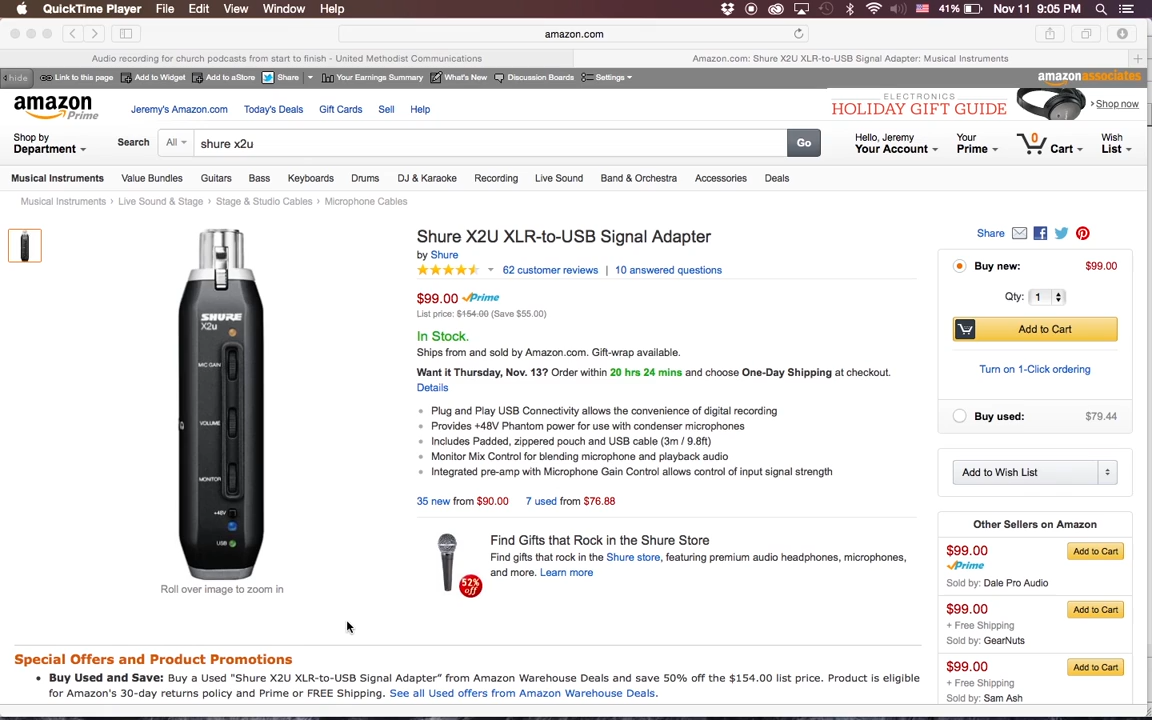 QuickTime Player File Edit View Window Help 41% Nov 11 9:05 PM
amazon.com
Audio recording for church podcasts from start to finish - United Methodist Communications
Amazon.com: Shure X2U XLR-to-USB Signal Adapter: Musical Instruments
hide Link to this page Add to Widget Add to aStore Share Your Earnings Summary What's New Discussion Boards Settings
amazon associates
amazon Prime
Jeremy's Amazon.com Today's Deals Gift Cards Sell Help
ELECTRONICS
HOLIDAY GIFT GUIDE
Shop now
Shop by
Department
Search All shure x2u Go
Hello, Jeremy
Your Account
Your
Prime
0
Cart
Wish
List
Musical Instruments Value Bundles Guitars Bass Keyboards Drums DJ & Karaoke Recording Live Sound Band & Orchestra Accessories Deals
Musical Instruments › Live Sound & Stage › Stage & Studio Cables › Microphone Cables
SHURE
X2u
MIC GAIN
VOLUME
MONITOR
+48V
USB
Roll over image to zoom in
Shure X2U XLR-to-USB Signal Adapter
by Shure
62 customer reviews | 10 answered questions
$99.00 Prime
List price: $154.00 (Save $55.00)
In Stock.
Ships from and sold by Amazon.com. Gift-wrap available.
Want it Thursday, Nov. 13? Order within 20 hrs 24 mins and choose One-Day Shipping at checkout.
Details
Plug and Play USB Connectivity allows the convenience of digital recording
Provides +48V Phantom power for use with condenser microphones
Includes Padded, zippered pouch and USB cable (3m / 9.8ft)
Monitor Mix Control for blending microphone and playback audio
Integrated pre-amp with Microphone Gain Control allows control of input signal strength
35 new from $90.00 7 used from $76.88
52%
off
Find Gifts that Rock in the Shure Store
Find gifts that rock in the Shure store, featuring premium audio headphones, microphones,
and more. Learn more
Share
Buy new: $99.00
Qty: 1
Add to Cart
Turn on 1-Click ordering
Buy used: $79.44
Add to Wish List
Other Sellers on Amazon
$99.00 Add to Cart
Prime
Sold by: Dale Pro Audio
$99.00 Add to Cart
+ Free Shipping
Sold by: GearNuts
$99.00 Add to Cart
+ Free Shipping
Sold by: Sam Ash
Special Offers and Product Promotions
• Buy Used and Save: Buy a Used "Shure X2U XLR-to-USB Signal Adapter" from Amazon Warehouse Deals and save 50% off the $154.00 list price. Product is eligible
for Amazon's 30-day returns policy and Prime or FREE Shipping. See all Used offers from Amazon Warehouse Deals.